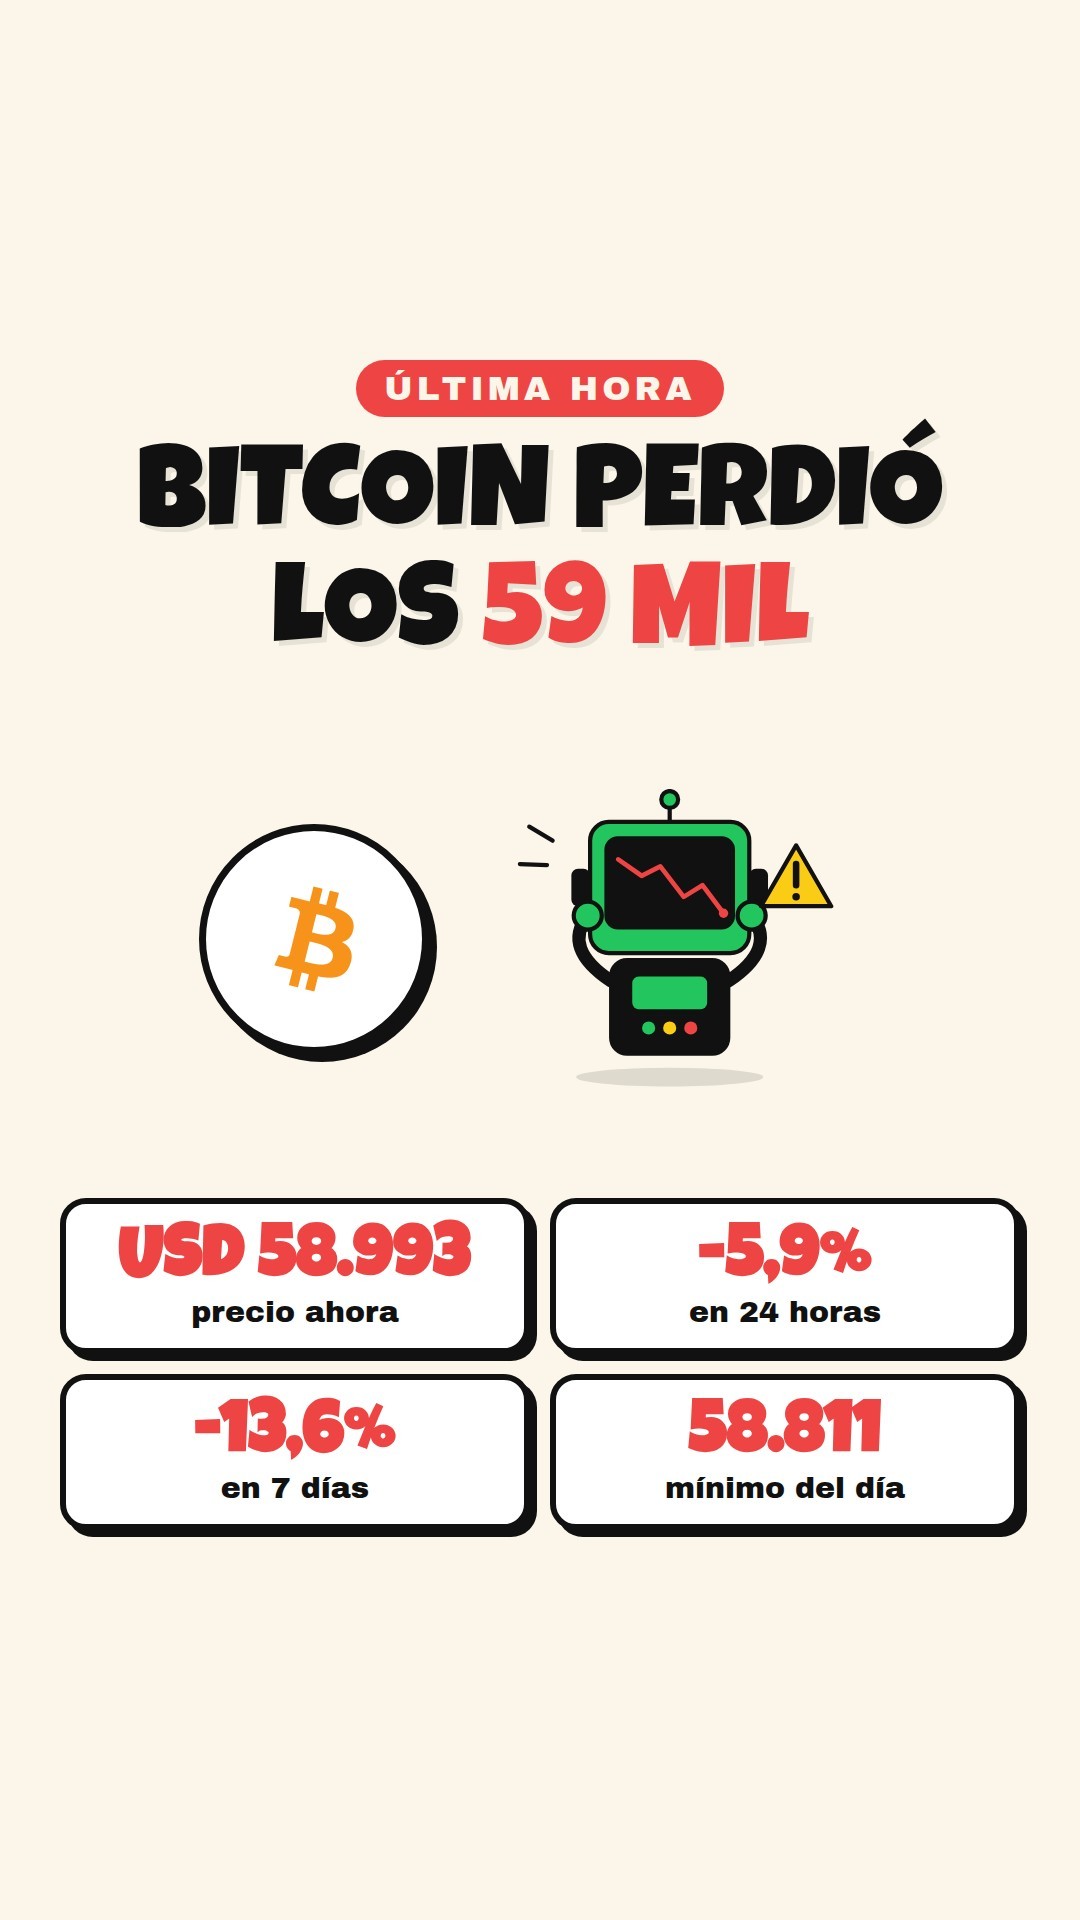 ÚLTIMA HORA
BITCOIN PERDIÓ
LOS 59 MIL
USD 58.993
precio ahora
-5,9%
en 24 horas
-13,6%
en 7 días
58.811
mínimo del día